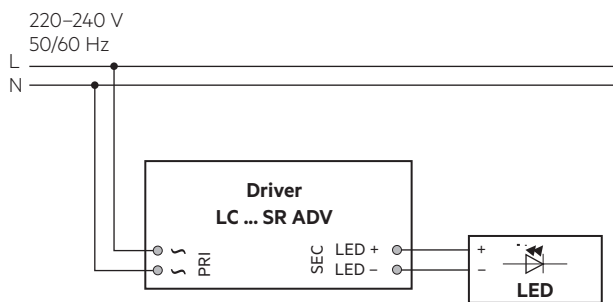 220–240 V
50/60 Hz
L
N
Driver
LC ... SR ADV
~ PRI SEC LED +
~ LED –
+
–
LED